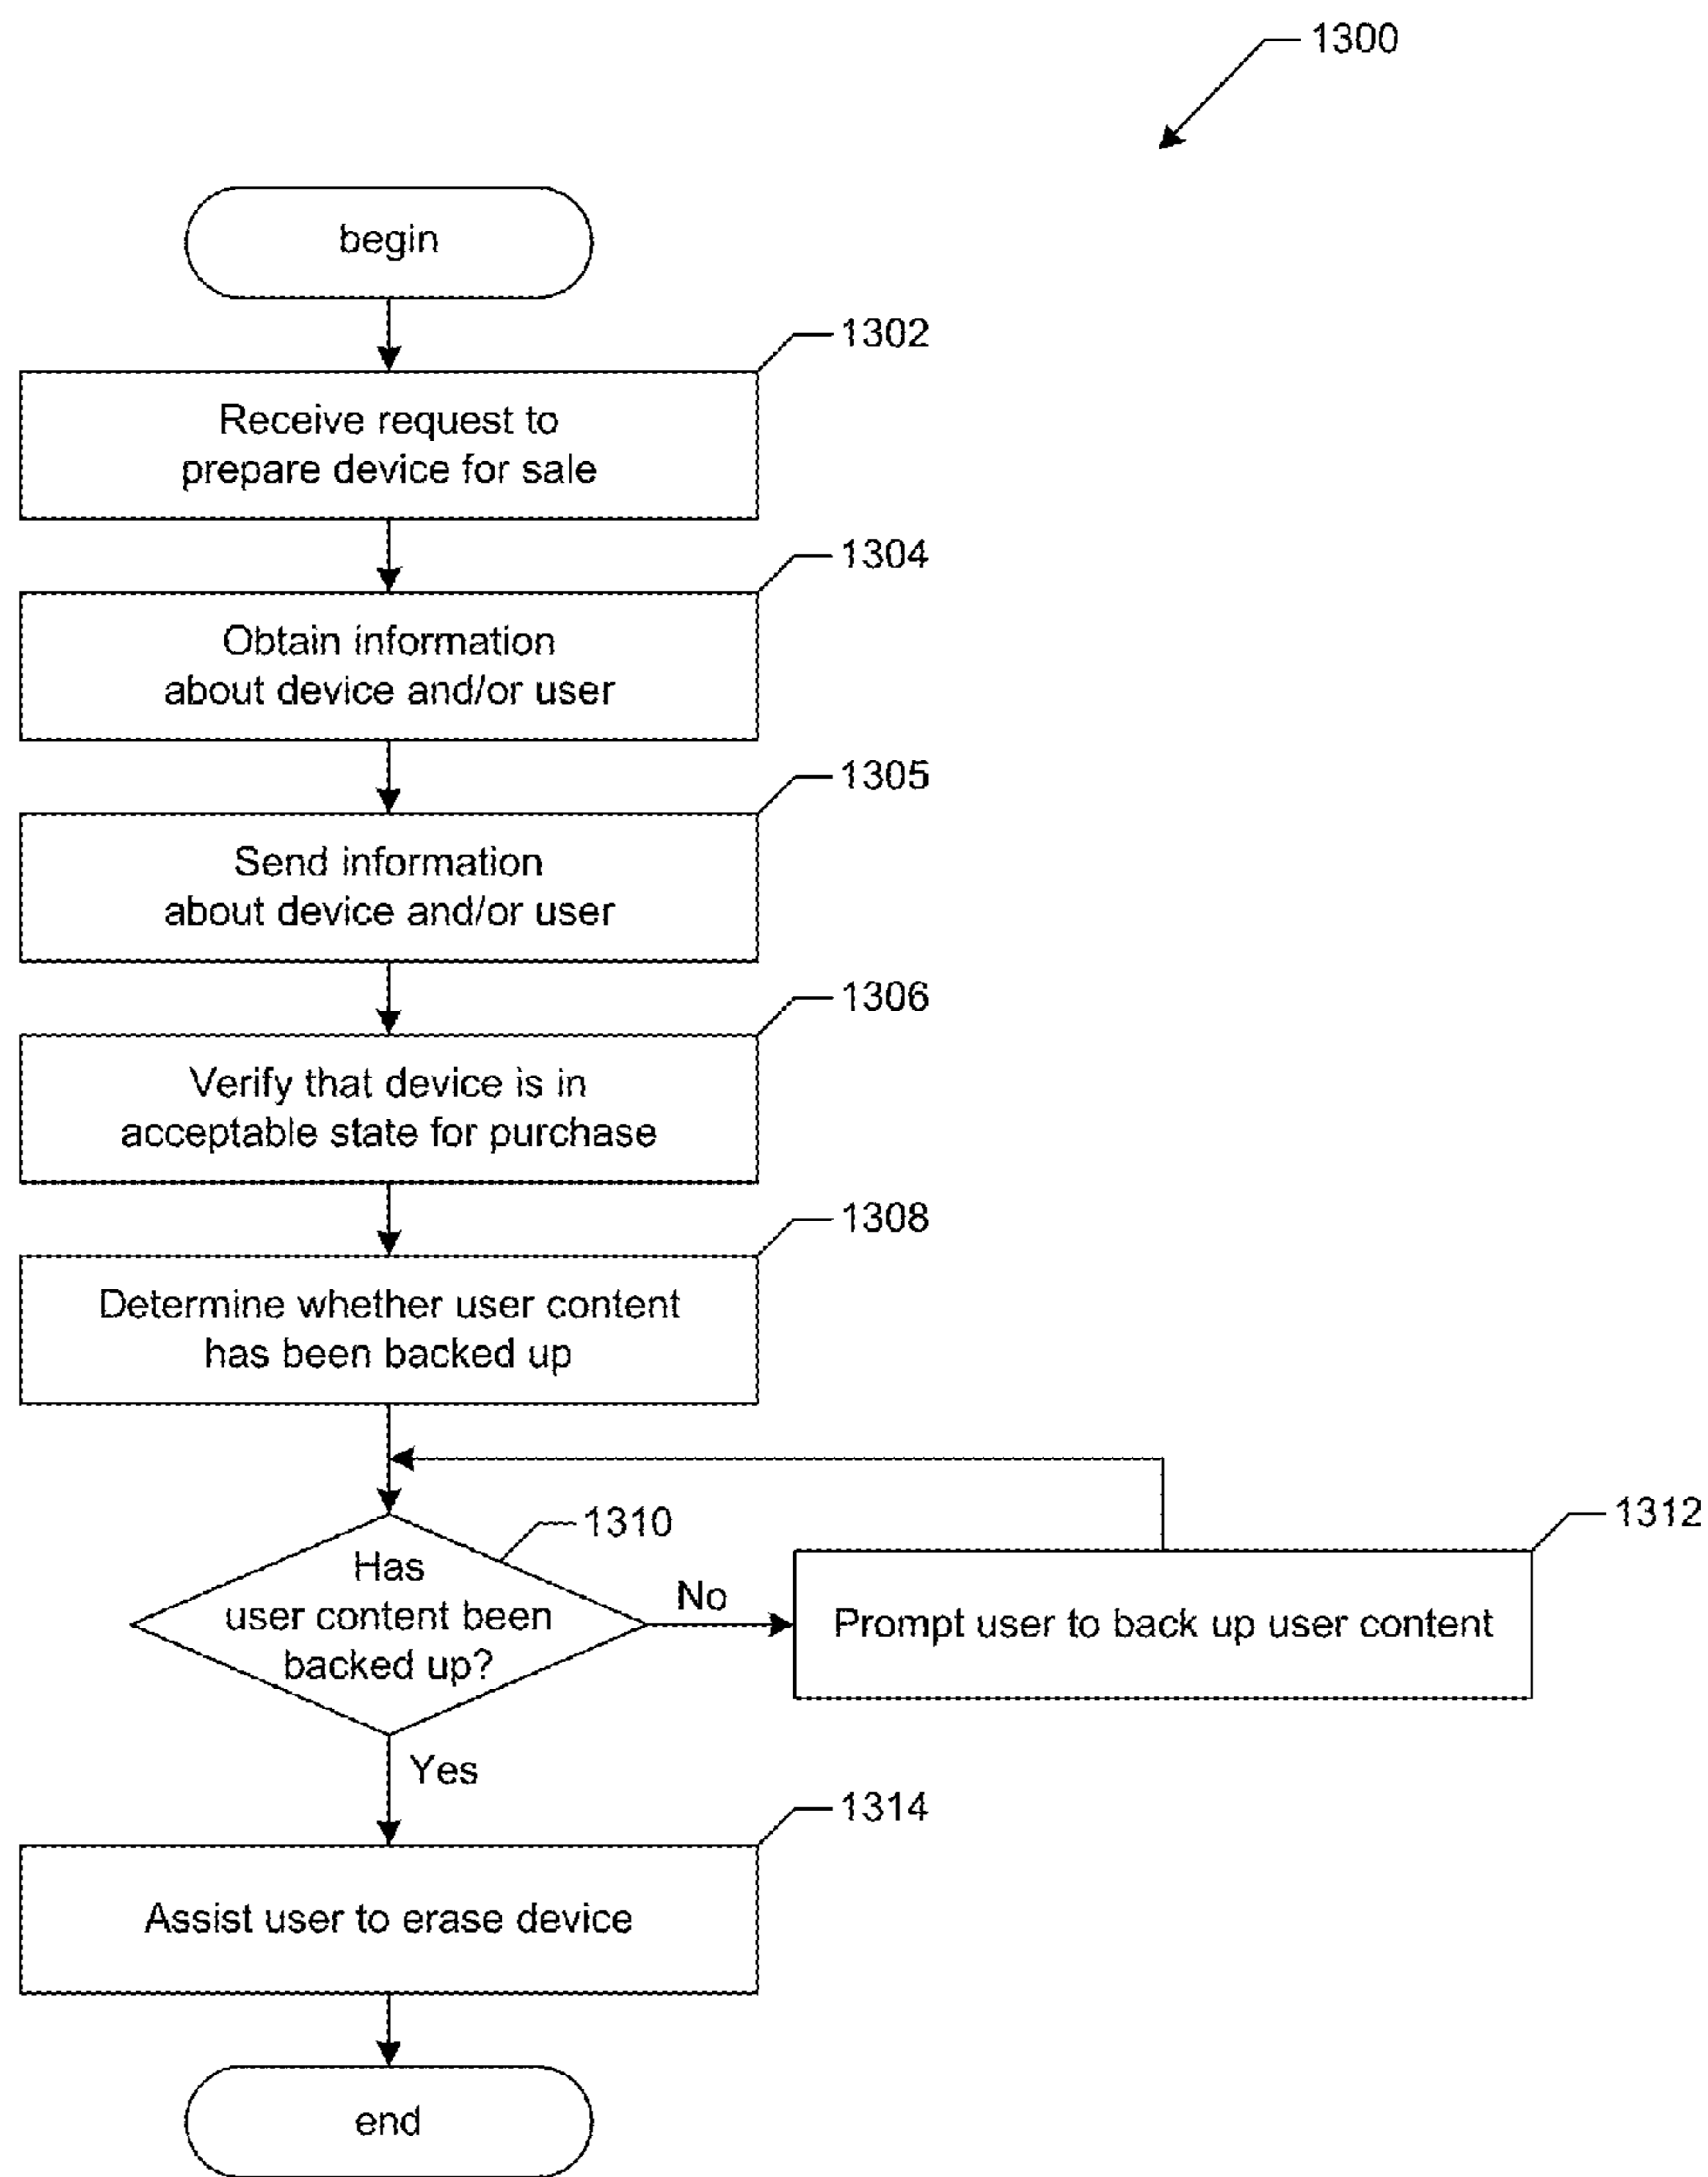 1300
begin
1302
Receive request to
prepare device for sale
1304
Obtain information
about device and/or user
1305
Send information
about device and/or user
1306
Verify that device is in
acceptable state for purchase
1308
Determine whether user content
has been backed up
1310
Has
user content been
backed up?
No
1312
Prompt user to back up user content
Yes
1314
Assist user to erase device
end